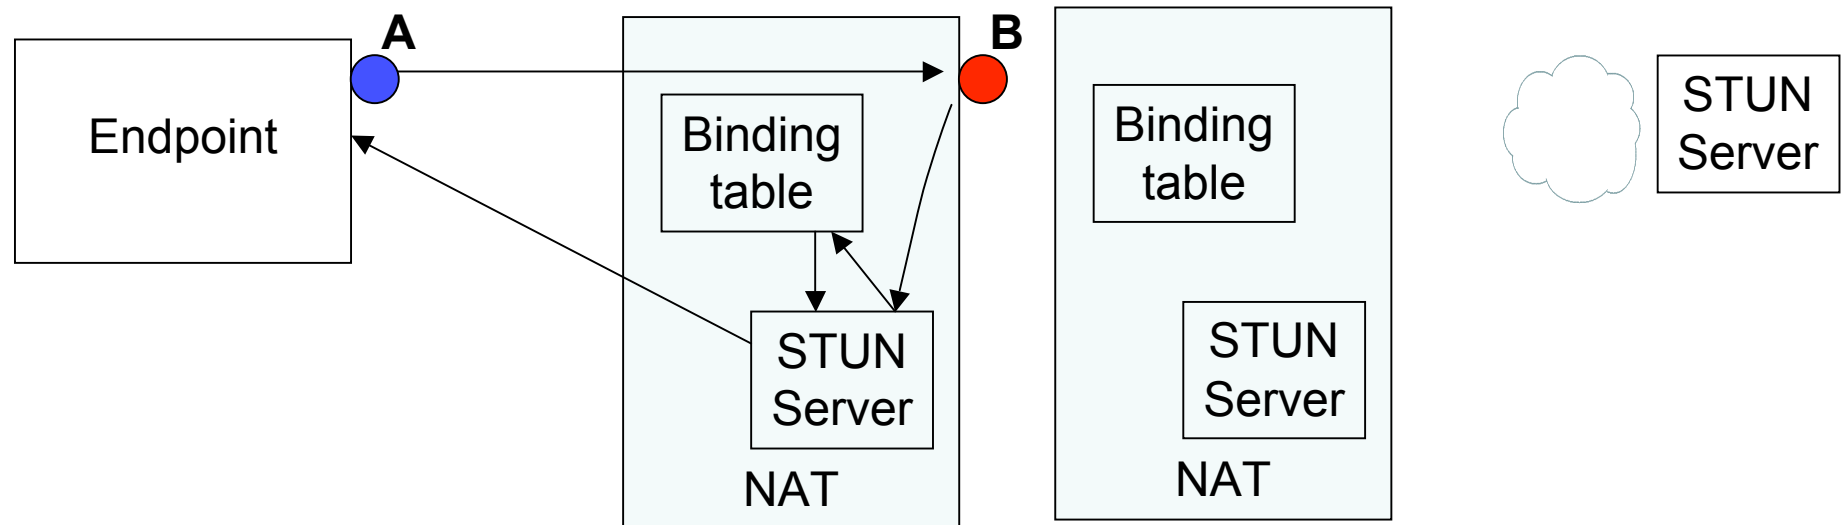 A
B
Endpoint
Binding
table
STUN
Server
NAT
Binding
table
STUN
Server
NAT
STUN
Server